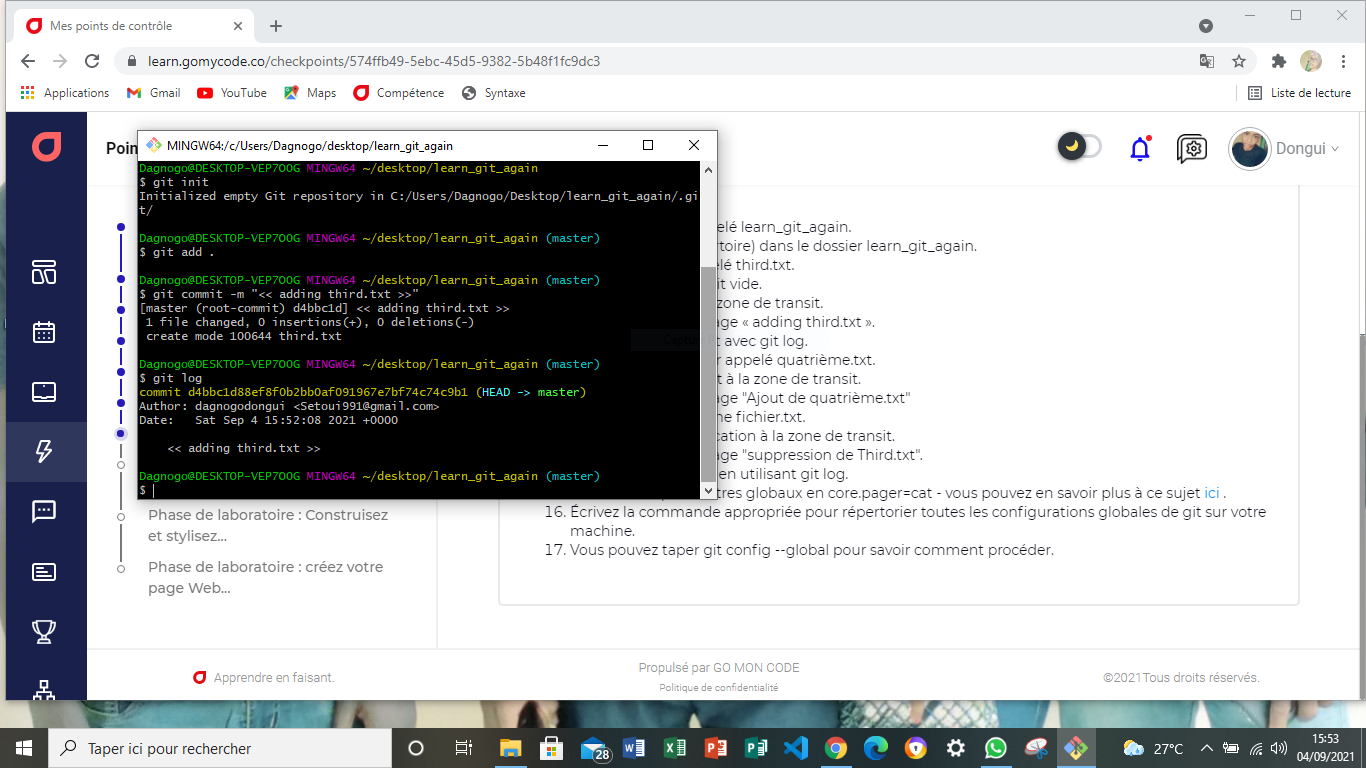 Mes points de contrôle
learn.gomycode.co/checkpoints/574ffb49-5ebc-45d5-9382-5b48f1fc9dc3
Applications Gmail YouTube Maps Compétence Syntaxe Liste de lecture
Poin
Dongui
MINGW64:/c/Users/Dagnogo/desktop/learn_git_again
Dagnogo@DESKTOP-VEP7OOG MINGW64 ~/desktop/learn_git_again
$ git init
Initialized empty Git repository in C:/Users/Dagnogo/Desktop/learn_git_again/.gi
t/
Dagnogo@DESKTOP-VEP7OOG MINGW64 ~/desktop/learn_git_again (master)
$ git add .
Dagnogo@DESKTOP-VEP7OOG MINGW64 ~/desktop/learn_git_again (master)
$ git commit -m "<< adding third.txt >>"
[master (root-commit) d4bbc1d] << adding third.txt >>
1 file changed, 0 insertions(+), 0 deletions(-)
create mode 100644 third.txt
Dagnogo@DESKTOP-VEP7OOG MINGW64 ~/desktop/learn_git_again (master)
$ git log
commit d4bbc1d88ef8f0b2bb0af091967e7bf74c74c9b1 (HEAD -> master)
Author: dagnogodongui <Setoui991@gmail.com>
Date: Sat Sep 4 15:52:08 2021 +0000
<< adding third.txt >>
Dagnogo@DESKTOP-VEP7OOG MINGW64 ~/desktop/learn_git_again (master)
$
elé learn_git_again.
rtoire) dans le dossier learn_git_again.
elé third.txt.
it vide.
zone de transit.
age « adding third.txt ».
t avec git log.
r appelé quatrième.txt.
t à la zone de transit.
age "Ajout de quatrième.txt"
ne fichier.txt.
cation à la zone de transit.
age "suppression de Third.txt".
en utilisant git log.
tres globaux en core.pager=cat - vous pouvez en savoir plus à ce sujet ici .
16. Écrivez la commande appropriée pour répertorier toutes les configurations globales de git sur votre
machine.
17. Vous pouvez taper git config --global pour savoir comment procéder.
Phase de laboratoire : Construisez
et stylisez...
Phase de laboratoire : créez votre
page Web...
Apprendre en faisant.
Propulsé par GO MON CODE
Politique de confidentialité
©2021Tous droits réservés.
Taper ici pour rechercher
28
27°C
15:53
04/09/2021